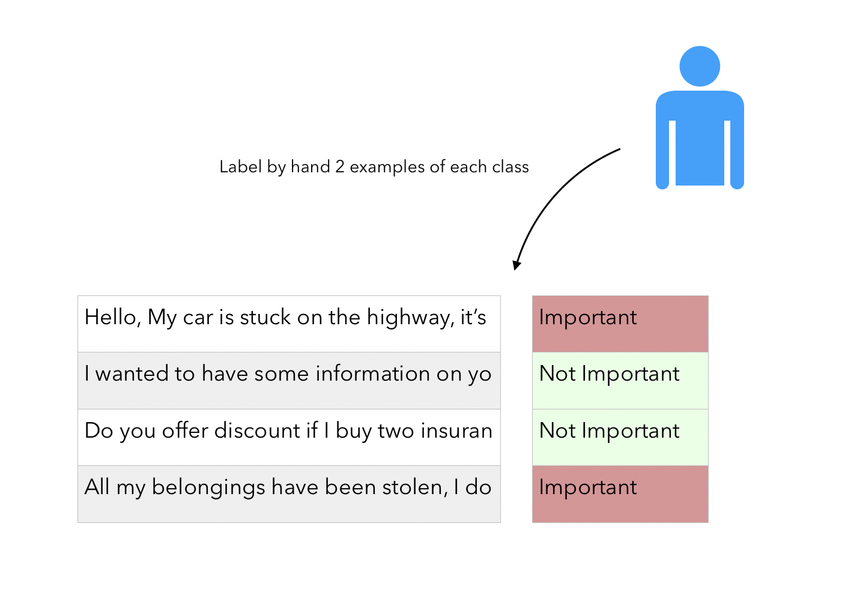 Label by hand 2 examples of each class
Hello, My car is stuck on the highway, it’s
Important
I wanted to have some information on yo
Not Important
Do you offer discount if I buy two insuran
Not Important
All my belongings have been stolen, I do
Important